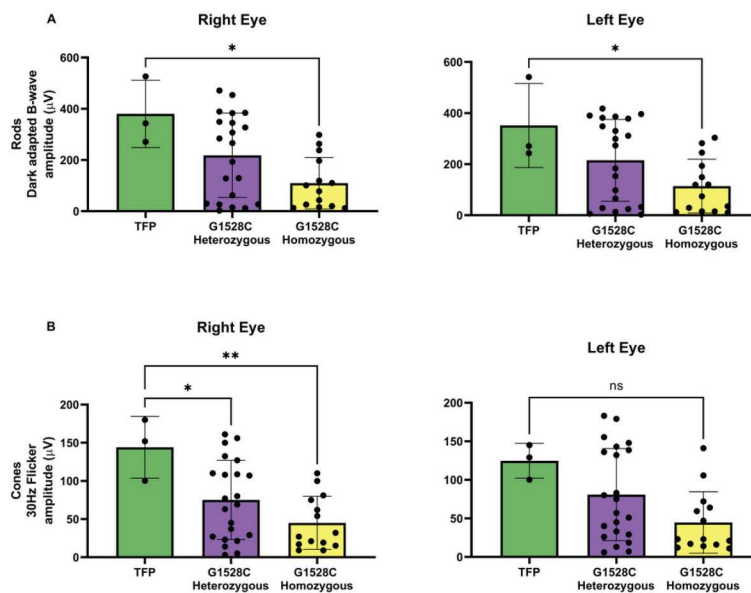 A
Right Eye
Left Eye
*
*
Rods
Dark adapted B-wave
amplitude (μV)
600
400
200
0
600
400
200
0
TFP
G1528C
Heterozygous
G1528C
Homozygous
TFP
G1528C
Heterozygous
G1528C
Homozygous
B
Right Eye
Left Eye
**
*
ns
Cones
30Hz Flicker
amplitude (μV)
200
150
100
50
0
200
150
100
50
0
TFP
G1528C
Heterozygous
G1528C
Homozygous
TFP
G1528C
Heterozygous
G1528C
Homozygous